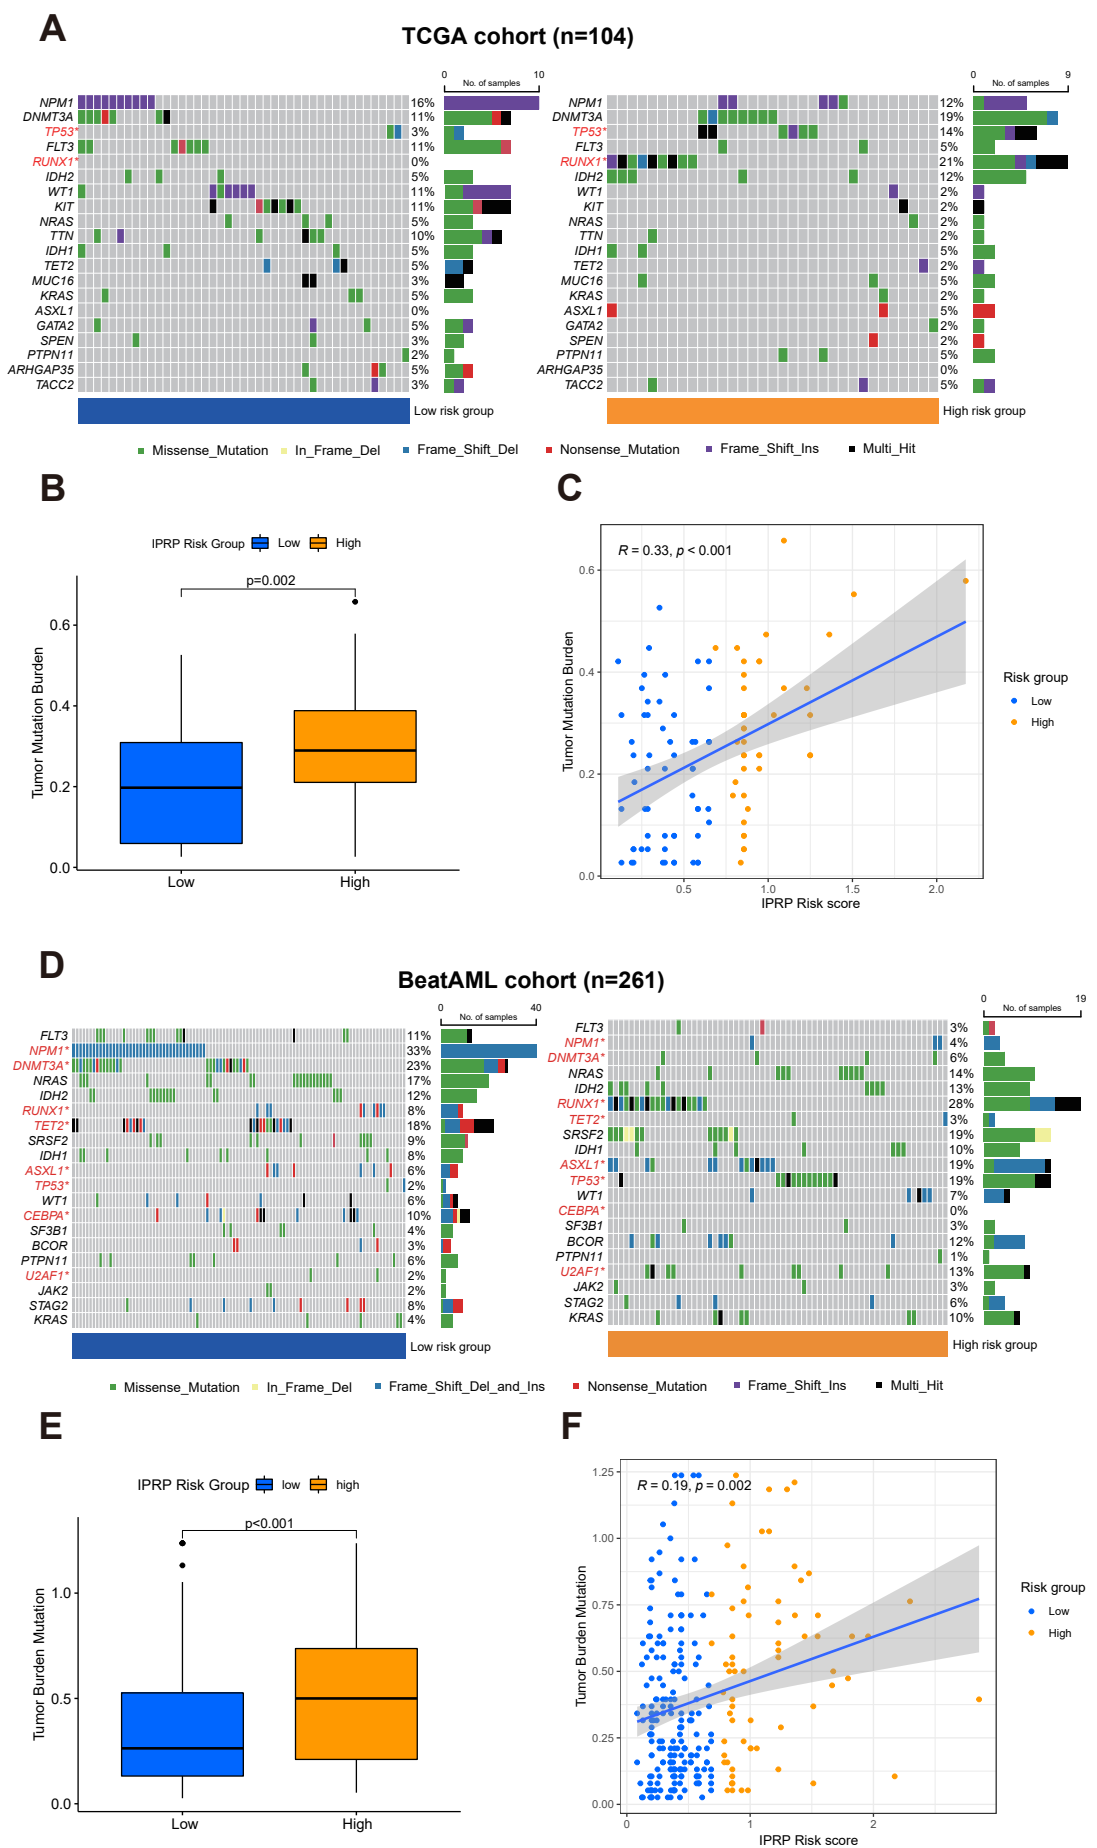 A
TCGA cohort (n=104)
0 10
No. of samples
NPM1 16%
DNMT3A 11%
TP53* 3%
FLT3 11%
RUNX1* 0%
IDH2 5%
WT1 11%
KIT 11%
NRAS 5%
TTN 10%
IDH1 5%
TET2 5%
MUC16 3%
KRAS 5%
ASXL1 0%
GATA2 5%
SPEN 3%
PTPN11 2%
ARHGAP35 5%
TACC2 3%
Low risk group
0 9
No. of samples
NPM1 12%
DNMT3A 19%
TP53* 14%
FLT3 5%
RUNX1* 21%
IDH2 12%
WT1 2%
KIT 2%
NRAS 2%
TTN 2%
IDH1 5%
TET2 2%
MUC16 5%
KRAS 2%
ASXL1 5%
GATA2 2%
SPEN 2%
PTPN11 5%
ARHGAP35 0%
TACC2 5%
High risk group
Missense_Mutation In_Frame_Del Frame_Shift_Del Nonsense_Mutation Frame_Shift_Ins Multi_Hit
B
IPRP Risk Group Low High
p=0.002
Tumor Mutation Burden
0.6
0.4
0.2
0.0
Low High
C
R = 0.33, p < 0.001
Tumor Mutation Burden
0.6
0.4
0.2
0.0
0.5 1.0 1.5 2.0
IPRP Risk score
Risk group
Low
High
D
BeatAML cohort (n=261)
0 40
No. of samples
FLT3 11%
NPM1* 33%
DNMT3A* 23%
NRAS 17%
IDH2 12%
RUNX1* 8%
TET2* 18%
SRSF2 9%
IDH1 8%
ASXL1* 6%
TP53* 2%
WT1 6%
CEBPA* 10%
SF3B1 4%
BCOR 3%
PTPN11 6%
U2AF1* 2%
JAK2 2%
STAG2 8%
KRAS 4%
Low risk group
0 19
No. of samples
FLT3 3%
NPM1* 4%
DNMT3A* 6%
NRAS 14%
IDH2 13%
RUNX1* 28%
TET2* 3%
SRSF2 19%
IDH1 10%
ASXL1* 19%
TP53* 19%
WT1 7%
CEBPA* 0%
SF3B1 3%
BCOR 12%
PTPN11 1%
U2AF1* 13%
JAK2 3%
STAG2 6%
KRAS 10%
High risk group
Missense_Mutation In_Frame_Del Frame_Shift_Del_and_Ins Nonsense_Mutation Frame_Shift_Ins Multi_Hit
E
IPRP Risk Group low high
p<0.001
Tumor Burden Mutation
1.0
0.5
0.0
Low High
F
R = 0.19, p = 0.002
Tumor Burden Mutation
1.25
1.00
0.75
0.50
0.25
0.00
0 1 2
IPRP Risk score
Risk group
Low
High